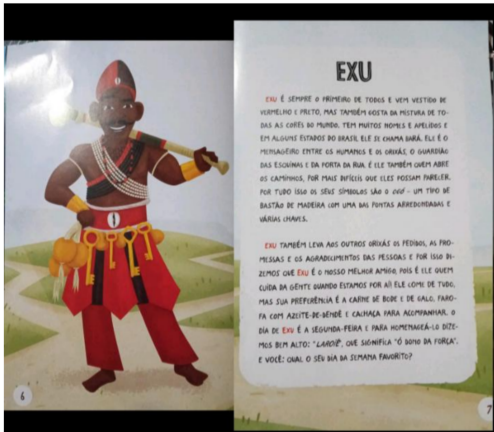 EXU
EXU É SEMPRE O PRIMEIRO DE TODOS E VEM VESTIDO DE
VERMELHO E PRETO, MAS TAMBÉM GOSTA DA MISTURA DE TO-
DAS AS CORES DO MUNDO. TEM MUITOS NOMES E APELIDOS E
EM ALGUNS ESTADOS DO BRASIL ELE SE CHAMA BARÁ. ELE É O
MENSAGEIRO ENTRE OS HUMANOS E OS ORIXÁS, O GUARDIÃO
DAS ESQUINAS E DA PORTA DA RUA. É ELE TAMBÉM QUEM ABRE
OS CAMINHOS, POR MAIS DIFÍCEIS QUE ELES POSSAM PARECER.
POR TUDO ISSO OS SEUS SÍMBOLOS SÃO O OGÓ - UM TIPO DE
BASTÃO DE MADEIRA COM UMA DAS PONTAS ARREDONDADAS E
VÁRIAS CHAVES.
EXU TAMBÉM LEVA AOS OUTROS ORIXÁS OS PEDIDOS, AS PRO-
MESSAS E OS AGRADECIMENTOS DAS PESSOAS E POR ISSO DI-
ZEMOS QUE EXU É O NOSSO MELHOR AMIGO, POIS É ELE QUEM
CUIDA DA GENTE QUANDO ESTAMOS POR AÍ! ELE COME DE TUDO,
MAS SUA PREFERÊNCIA É A CARNE DE BODE E DE GALO, FARO-
FA COM AZEITE-DE-DENDÊ E CACHAÇA PARA ACOMPANHAR. O
DIA DE EXU É A SEGUNDA-FEIRA E PARA HOMENAGEÁ-LO DIZE-
MOS BEM ALTO: "LAROIÊ", QUE SIGNIFICA "Ó DONO DA FORÇA".
E VOCÊ: QUAL O SEU DIA DA SEMANA FAVORITO?
6
7